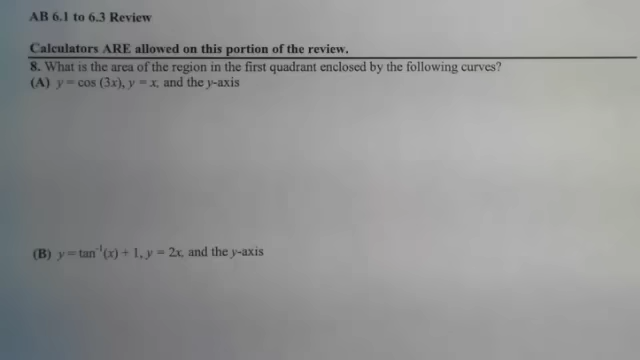 AB 6.1 to 6.3 Review
Calculators ARE allowed on this portion of the review.
8. What is the area of the region in the first quadrant enclosed by the following curves?
(A) y = cos (3x), y = x, and the y-axis
(B) y = tan⁻¹(x) + 1, y = 2x, and the y-axis